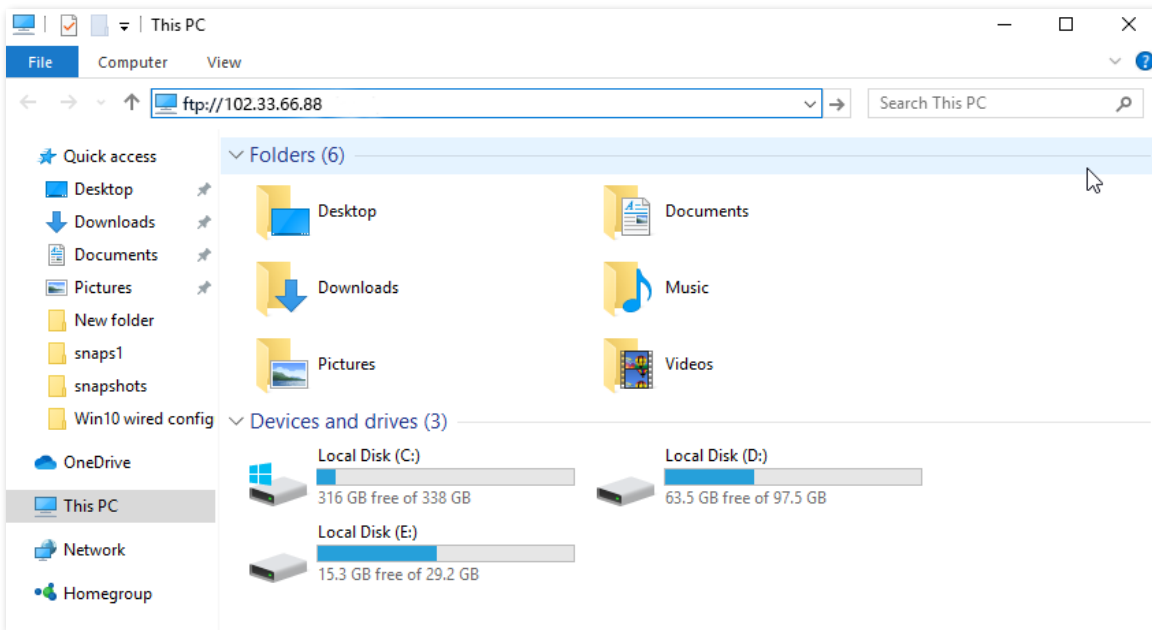 This PC
File Computer View
ftp://102.33.66.88 Search This PC
Quick access
Desktop
Downloads
Documents
Pictures
New folder
snaps1
snapshots
Win10 wired config
OneDrive
This PC
Network
Homegroup
Folders (6)
Desktop Documents
Downloads Music
Pictures Videos
Devices and drives (3)
Local Disk (C:) Local Disk (D:)
316 GB free of 338 GB 63.5 GB free of 97.5 GB
Local Disk (E:)
15.3 GB free of 29.2 GB